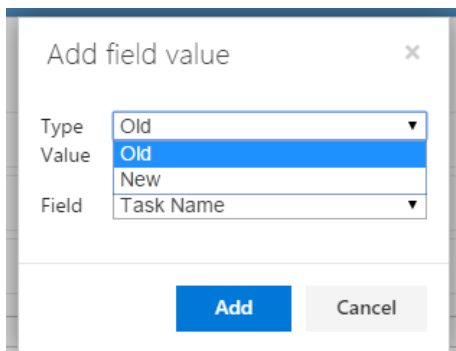 Add field value ×
Type Old
Value Old
New
Field Task Name
Add Cancel